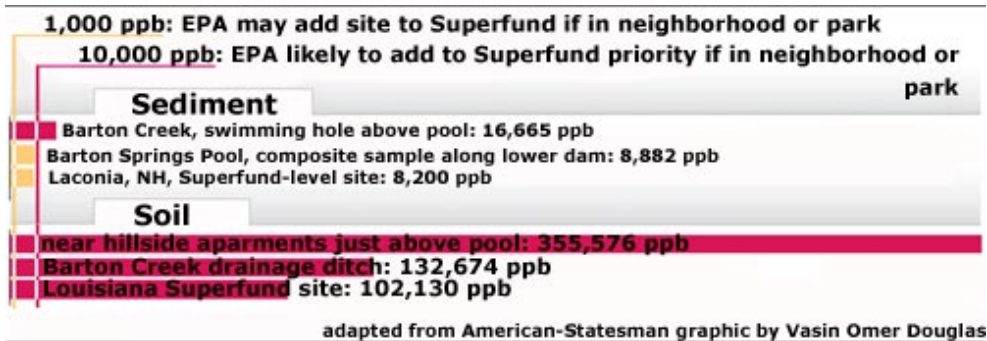 1,000 ppb: EPA may add site to Superfund if in neighborhood or park
10,000 ppb: EPA likely to add to Superfund priority if in neighborhood or
park
Sediment
Barton Creek, swimming hole above pool: 16,665 ppb
Barton Springs Pool, composite sample along lower dam: 8,882 ppb
Laconia, NH, Superfund-level site: 8,200 ppb
Soil
near hillside aparments just above pool: 355,576 ppb
Barton Creek drainage ditch: 132,674 ppb
Louisiana Superfund site: 102,130 ppb
adapted from American-Statesman graphic by Vasin Omer Douglas